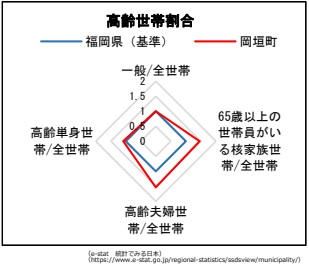 高齢世帯割合
福岡県（基準）
岡垣町
一般/全世帯
2
1.5
1
0.5
0
65歳以上の
世帯員がい
る核家族世
帯/全世帯
高齢単身世
帯/全世帯
高齢夫婦世
帯/全世帯
（e-stat　統計でみる日本）
（https://www.e-stat.go.jp/regional-statistics/ssdsview/municipality/）